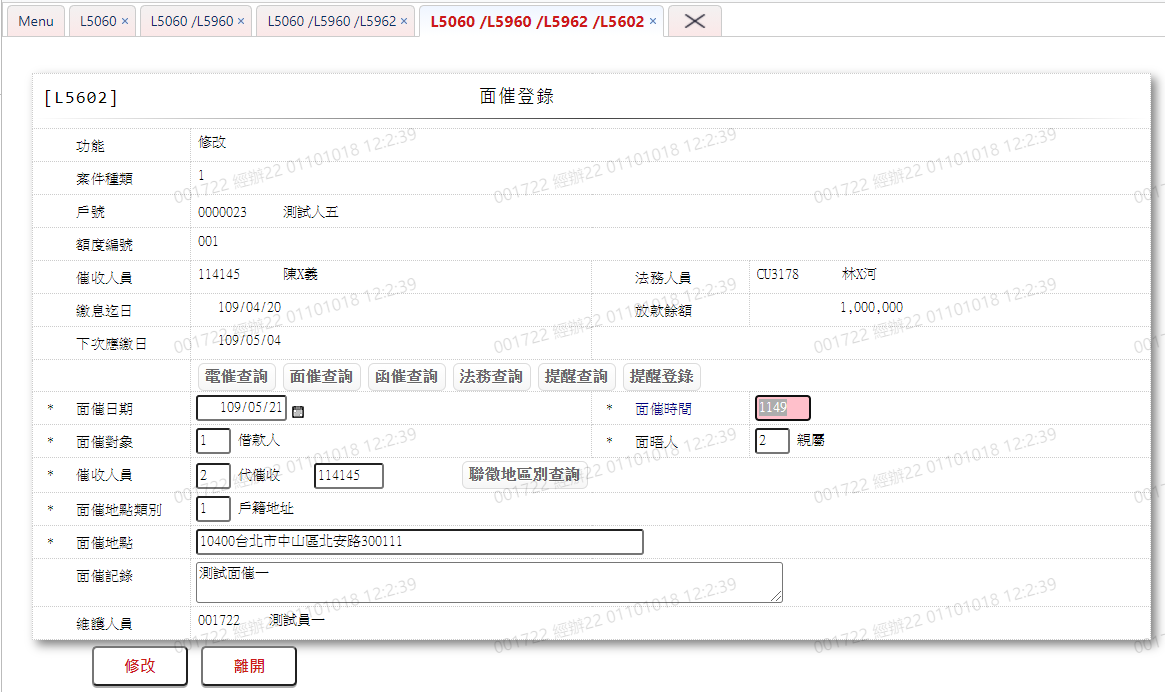 Menu L5060 × L5060 /L5960 × L5060 /L5960 /L5962 × L5060 /L5960 /L5962 /L5602 ×
[L5602] 面催登錄
功能 修改
案件種類 1
戶號 0000023 測試人五
額度編號 001
催收人員 114145 陳X義 法務人員 CU3178 林X河
繳息迄日 109/04/20 放款餘額 1,000,000
下次應繳日 109/05/04
電催查詢 面催查詢 函催查詢 法務查詢 提醒查詢 提醒登錄
* 面催日期 109/05/21 * 面催時間 1149
* 面催對象 1 借款人 * 面晤人 2 親屬
* 催收人員 2 代催收 114145 聯徵地區別查詢
* 面催地點類別 1 戶籍地址
* 面催地點 10400台北市中山區北安路300111
面催記錄 測試面催一
維護人員 001722 測試員一
修改 離開
001722 經辦22 01101018 12:2:39